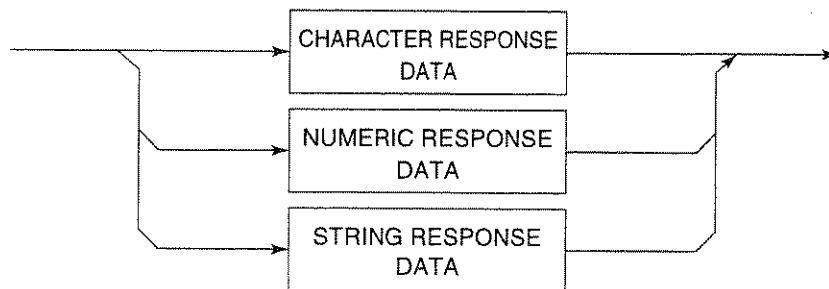 CHARACTER RESPONSE
DATA
NUMERIC RESPONSE
DATA
STRING RESPONSE
DATA